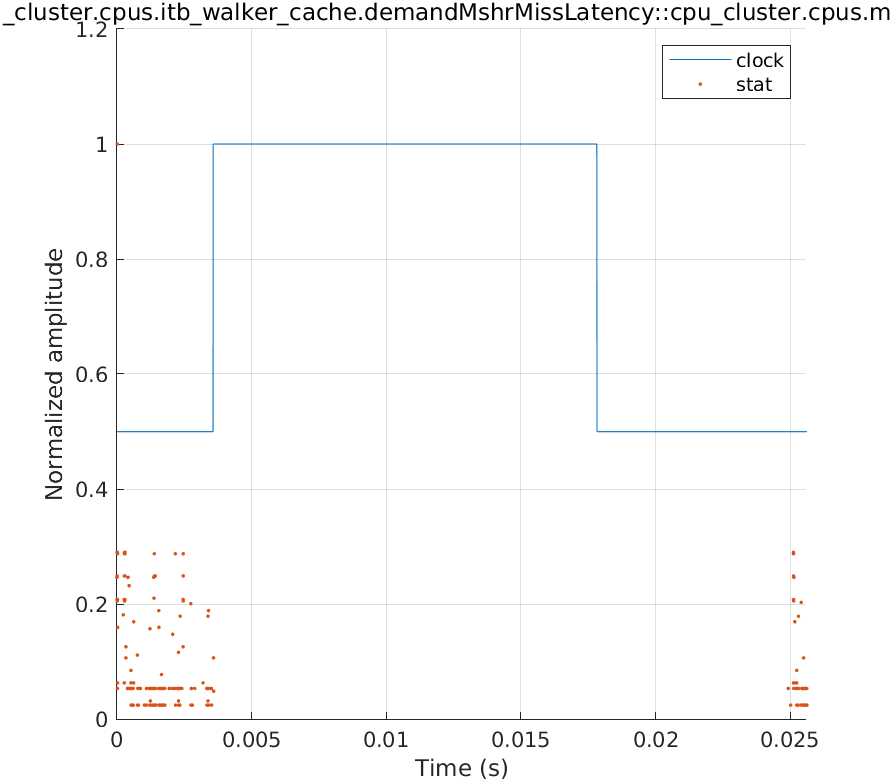 _cluster.cpus.itb_walker_cache.demandMshrMissLatency::cpu_cluster.cpus.m
1.2
1
0.8
0.6
0.4
0.2
0
Normalized amplitude
clock
stat
0 0.005 0.01 0.015 0.02 0.025
Time (s)